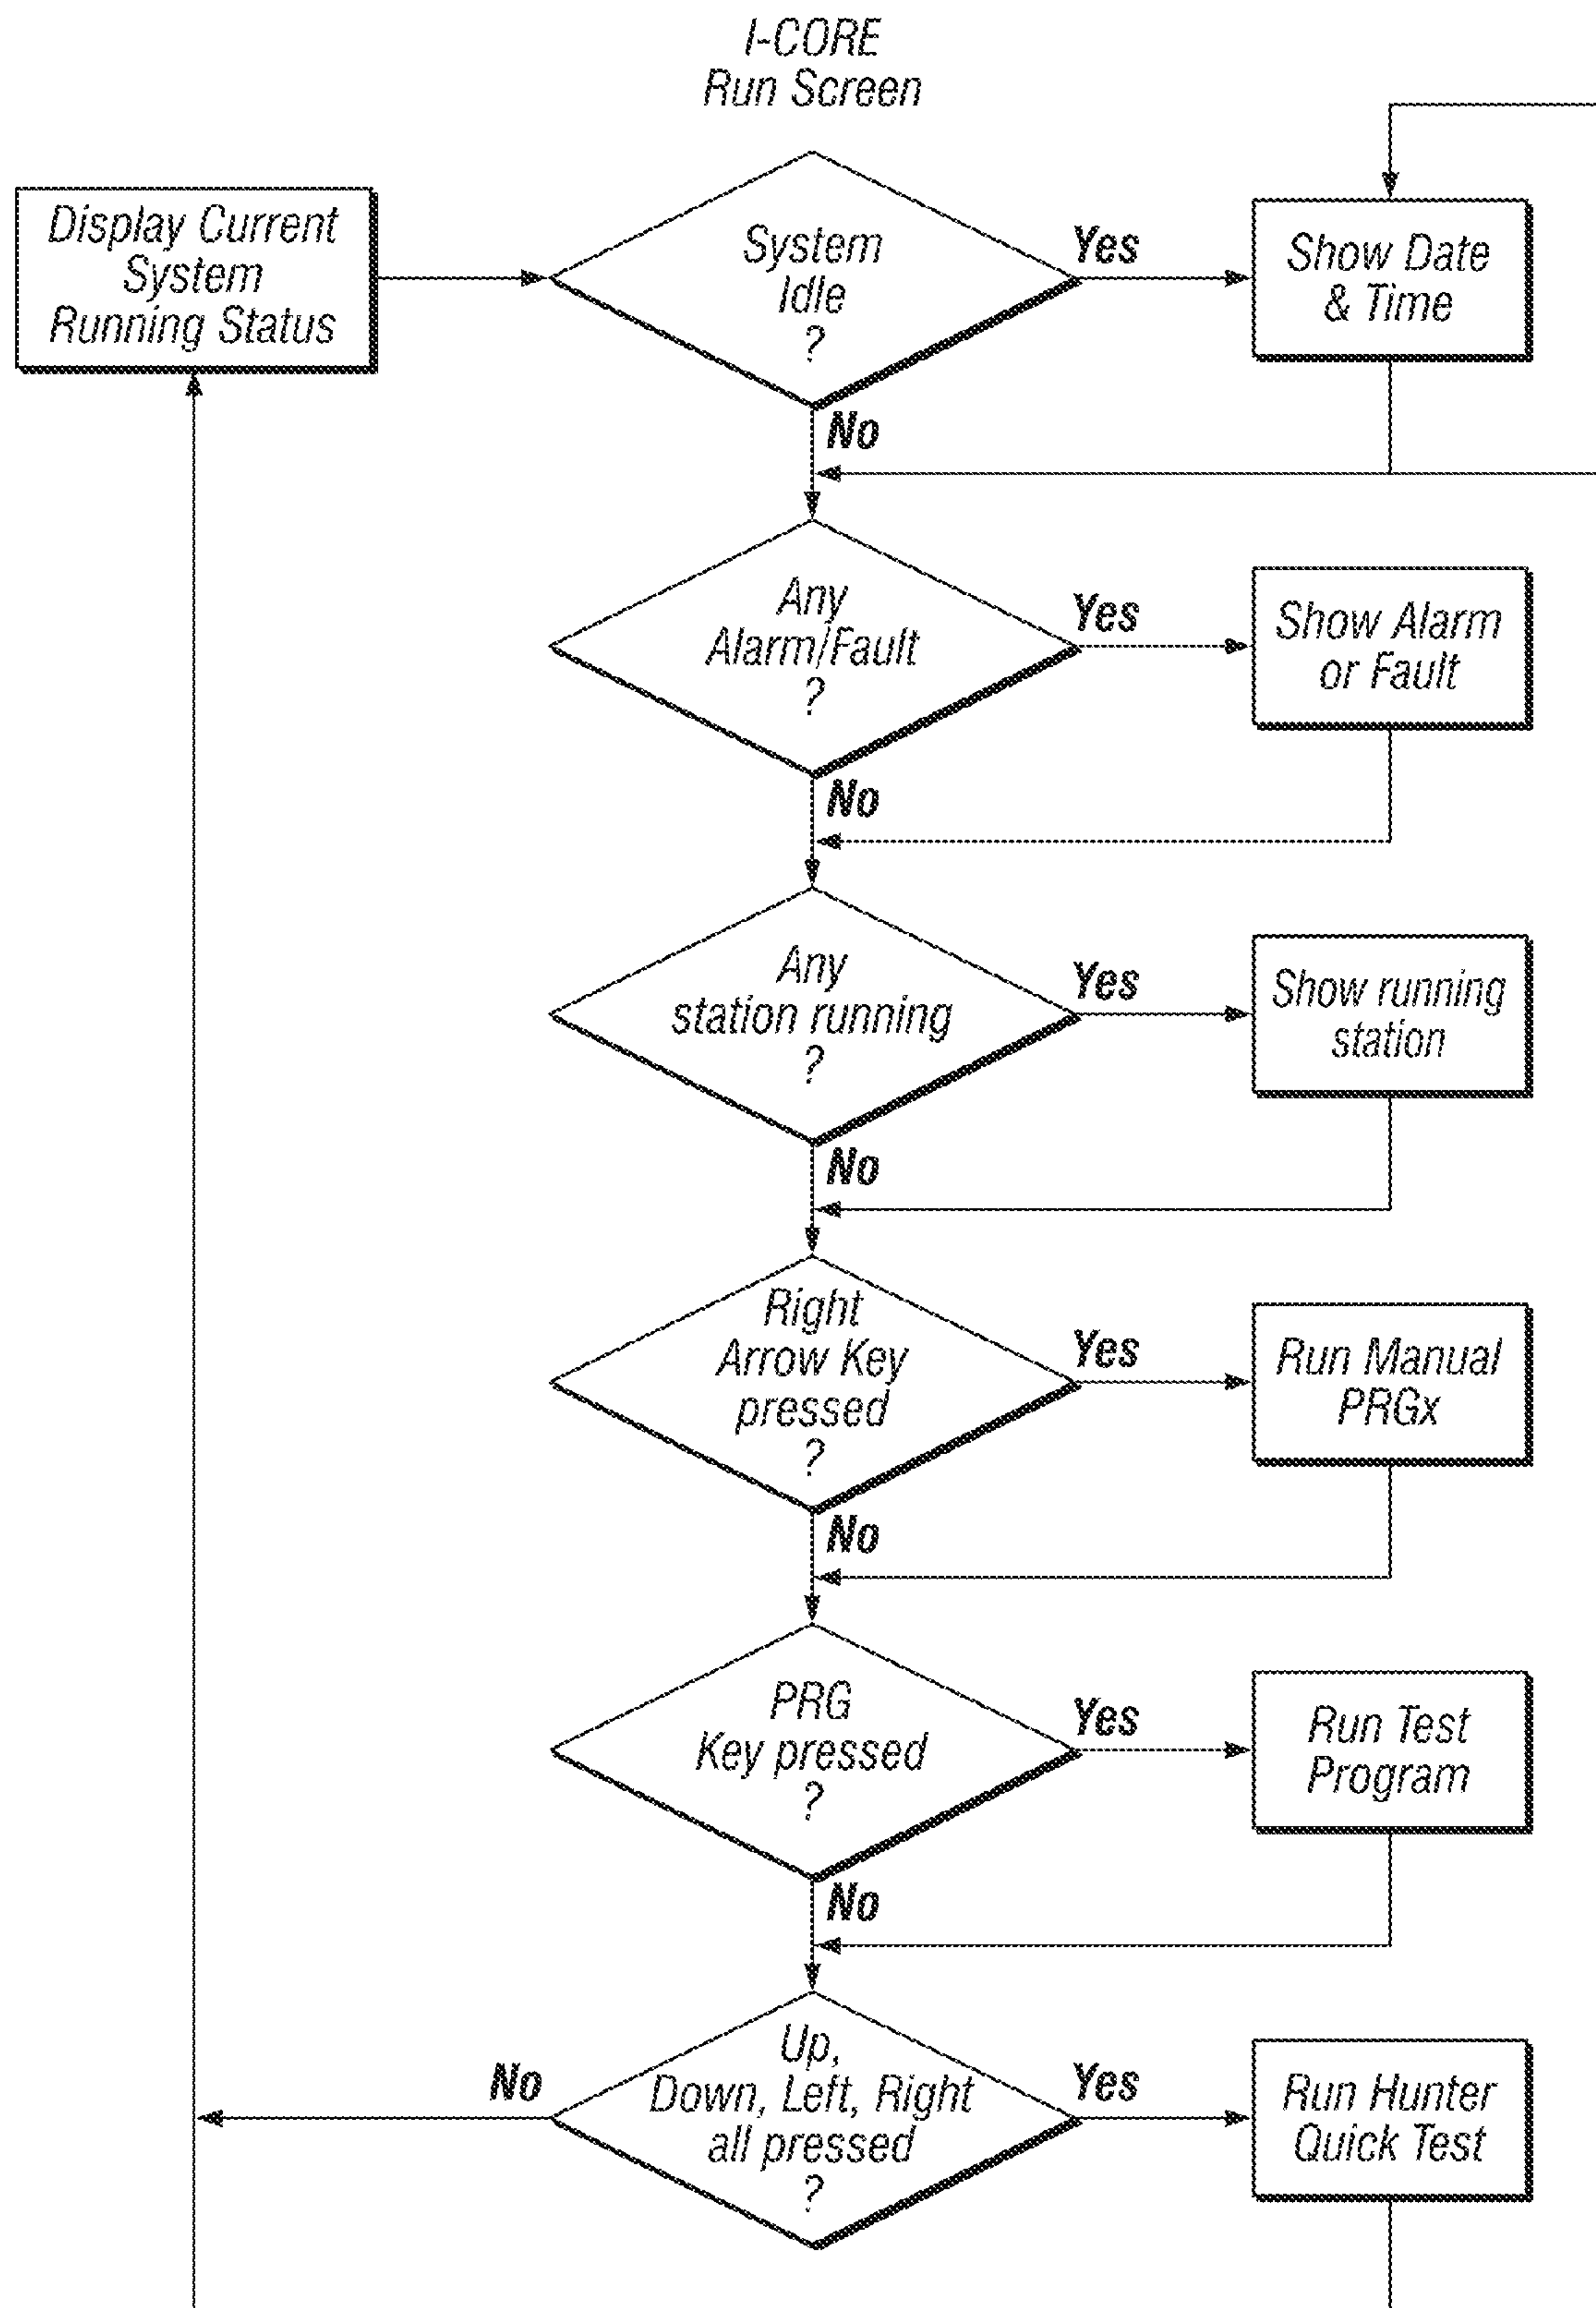 I-CORE
Run Screen
Display Current
System
Running Status
System
Idle
?
Yes
Show Date
& Time
No
Any
Alarm/Fault
?
Yes
Show Alarm
or Fault
No
Any
station running
?
Yes
Show running
station
No
Right
Arrow Key
pressed
?
Yes
Run Manual
PRGx
No
PRG
Key pressed
?
Yes
Run Test
Program
No
Up,
Down, Left, Right
all pressed
?
No
Yes
Run Hunter
Quick Test